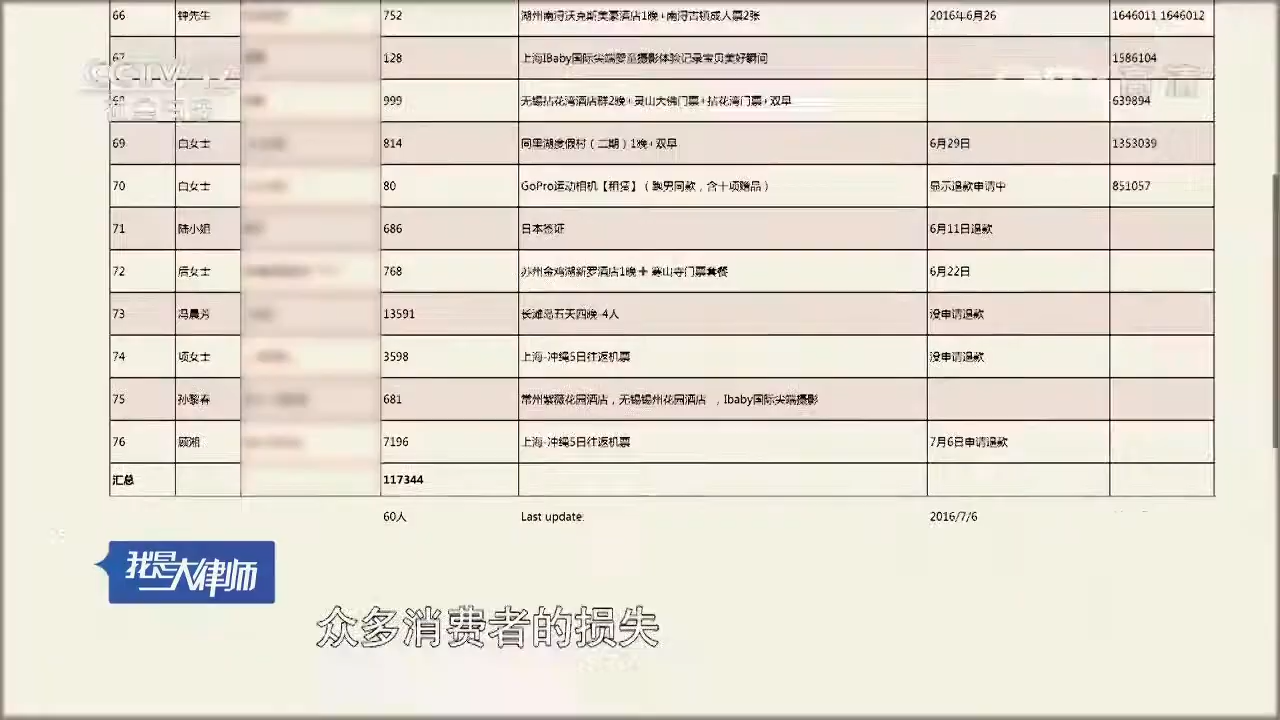 66 钟先生 752 湖州南浔沃克斯美豪酒店1晚+南浔古镇成人票2张 2016年6月26 1646011 1646012
67 128 上海IBaby国际尖端婴童摄影体验记录宝贝美好瞬间 1586104
68 999 无锡拈花湾酒店群2晚+灵山大佛门票+拈花湾门票+双早 639894
69 白女士 814 同里湖度假村（二期）1晚+双早 6月29日 1353039
70 白女士 80 GoPro运动相机【租赁】（跑男同款，含十项赠品） 显示退款申请中 851057
71 陆小姐 686 日本签证 6月11日退款
72 唐女士 768 苏州金鸡湖新罗酒店1晚+寒山寺门票套餐 6月22日
73 冯晨芳 13591 长滩岛五天四晚-4人 没申请退款
74 项女士 3598 上海-冲绳5日往返机票 没申请退款
75 孙黎春 681 常州紫薇花园酒店，无锡锡州花园酒店 ，Ibaby国际尖端摄影
76 顾湘 7196 上海-冲绳5日往返机票 7月6日申请退款
汇总 117344
60人 Last update: 2016/7/6
CCTV 12 高清
社会与法
我是大律师
众多消费者的损失